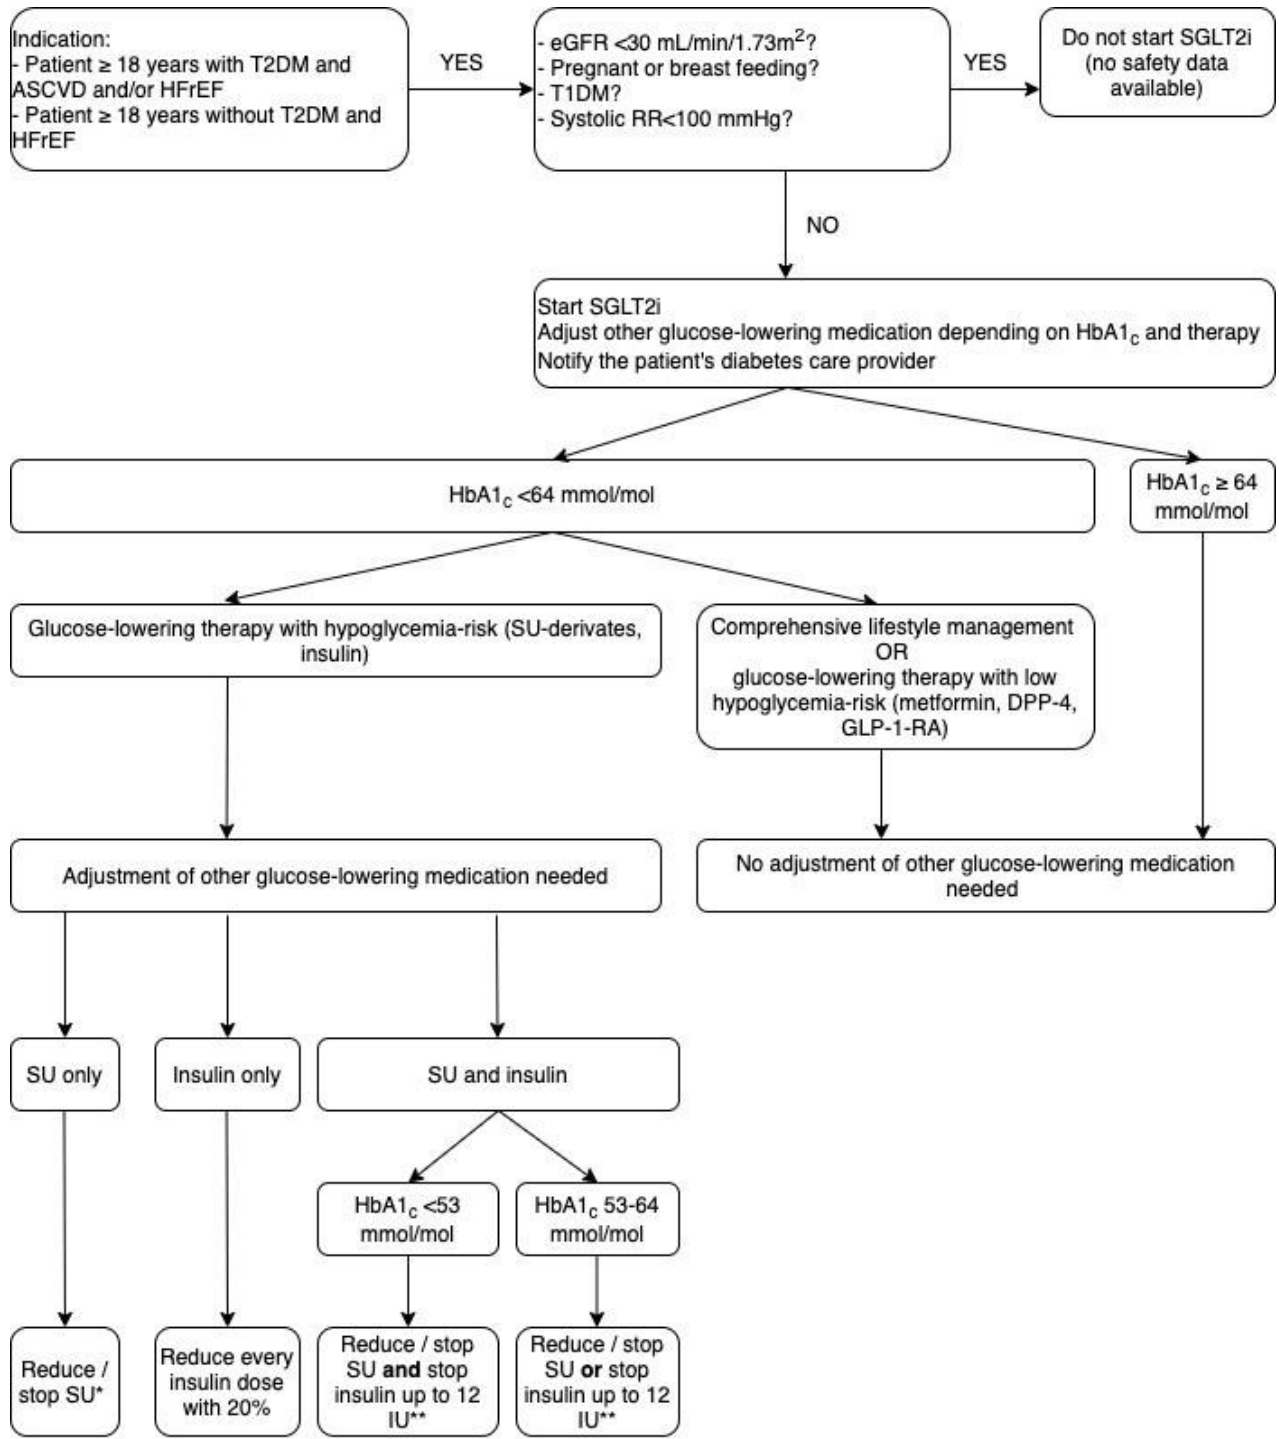 Indication:
- Patient ≥ 18 years with T2DM and
ASCVD and/or HFrEF
- Patient ≥ 18 years without T2DM and
HFrEF
YES
- eGFR <30 mL/min/1.73m²?
- Pregnant or breast feeding?
- T1DM?
- Systolic RR<100 mmHg?
YES
Do not start SGLT2i
(no safety data
available)
NO
Start SGLT2i
Adjust other glucose-lowering medication depending on HbA1c and therapy
Notify the patient's diabetes care provider
HbA1c <64 mmol/mol
HbA1c ≥ 64
mmol/mol
Glucose-lowering therapy with hypoglycemia-risk (SU-derivates,
insulin)
Comprehensive lifestyle management
OR
glucose-lowering therapy with low
hypoglycemia-risk (metformin, DPP-4,
GLP-1-RA)
Adjustment of other glucose-lowering medication needed
No adjustment of other glucose-lowering medication
needed
SU only
Insulin only
SU and insulin
HbA1c <53
mmol/mol
HbA1c 53-64
mmol/mol
Reduce /
stop SU*
Reduce every
insulin dose
with 20%
Reduce / stop
SU and stop
insulin up to 12
IU**
Reduce / stop
SU or stop
insulin up to 12
IU**